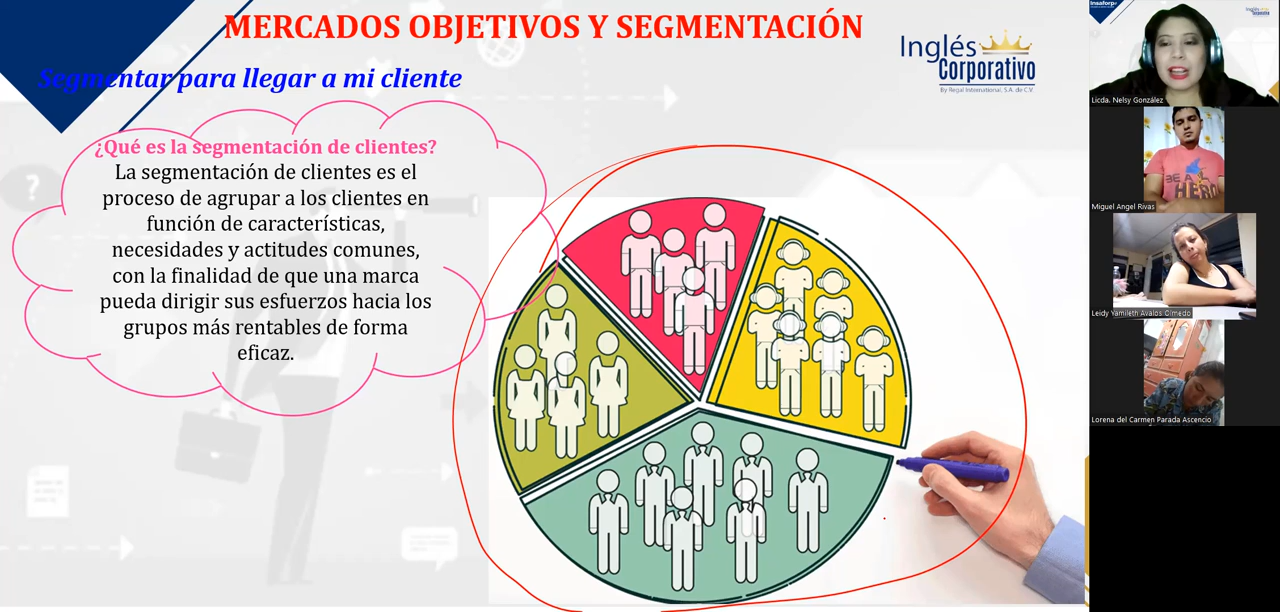 MERCADOS OBJETIVOS Y SEGMENTACIÓN
Segmentar para llegar a mi cliente
¿Qué es la segmentación de clientes?
La segmentación de clientes es el
proceso de agrupar a los clientes en
función de características,
necesidades y actitudes comunes,
con la finalidad de que un marca
pueda dirigir sus esfuerzos hacia los
grupos más rentables de forma
eficaz.
Inglés
Corporativo
By Regal International, S.A. de C.V.
Insaforp
Licda. Nelsy González
BE A
HERO
Miguel Angel Rivas
Leidy Yamileth Avalos Olmedo
Lorena del Carmen Parada Ascencio